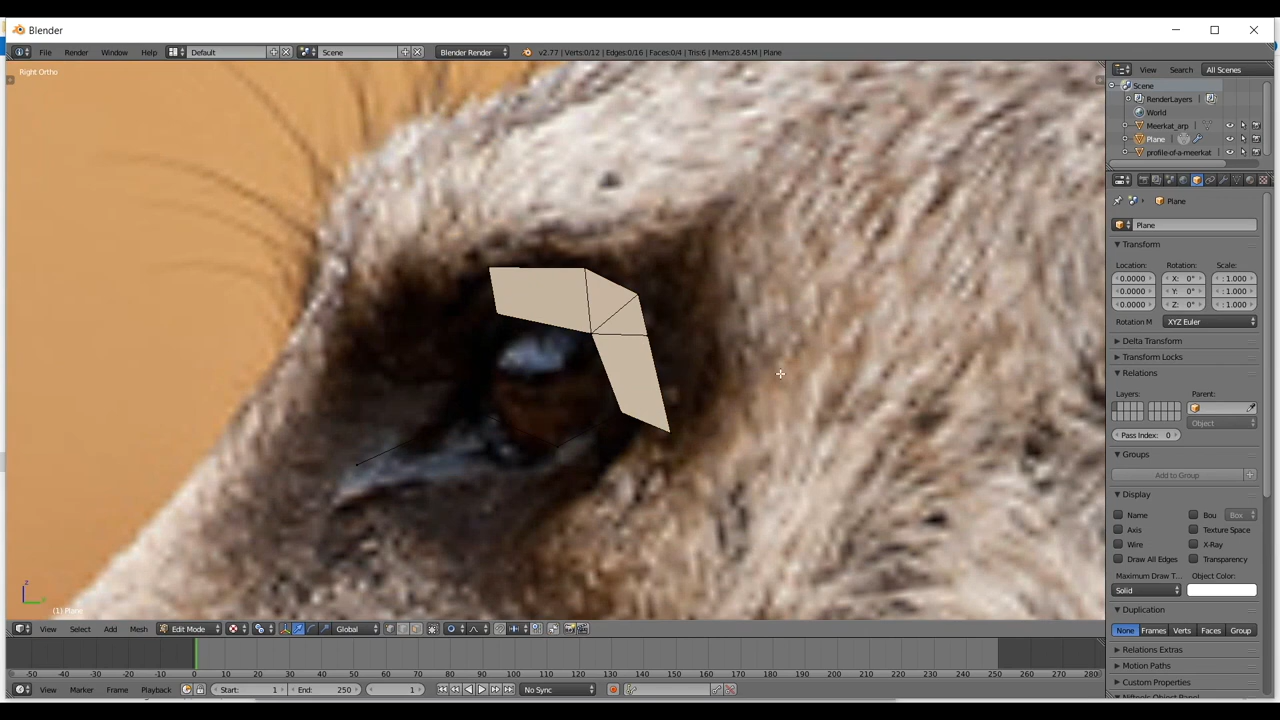 Blender
File Render Window Help Default Scene Blender Render v2.77 | Verts:0/12 | Edges:0/16 | Faces:0/4 | Tris:6 | Mem:28.45M | Plane
View Search All Scenes
Right Ortho
Scene
RenderLayers
World
Meerkat_arp
Plane
profile-of-a-meerkat
Plane
Plane
Transform
Location: Rotation: Scale:
0.0000 X: 0° : 1.000
0.0000 Y: 0° : 1.000
0.0000 Z: 0° : 1.000
Rotation M XYZ Euler
Delta Transform
Transform Locks
Relations
Layers: Parent:
Object
Pass Index: 0
Groups
Add to Group
Display
Name Bou Box
Axis Texture Space
Wire X-Ray
Draw All Edges Transparency
Maximum Draw T... Object Color:
Solid
Duplication
None Frames Verts Faces Group
Relations Extras
Motion Paths
Custom Properties
z
(1) Plane
View Select Add Mesh Edit Mode Global
-50 -40 -30 -20 -10 0 10 20 30 40 50 60 70 80 90 100 110 120 130 140 150 160 170 180 190 200 210 220 230 240 250 260 270 280
View Marker Frame Playback Start: 1 End: 250 1 No Sync